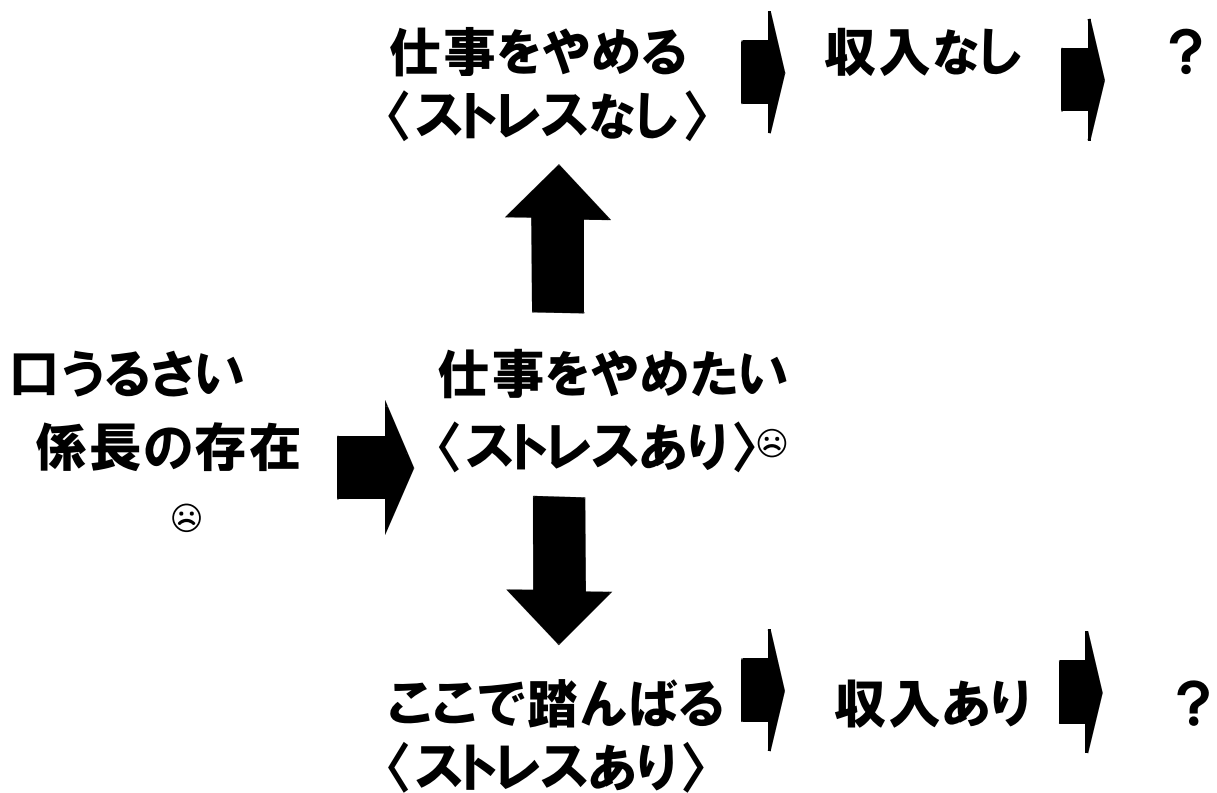 仕事をやめる
〈ストレスなし〉
収入なし
？
口うるさい
係長の存在
☹
仕事をやめたい
〈ストレスあり〉☹
ここで踏んばる
〈ストレスあり〉
収入あり
？